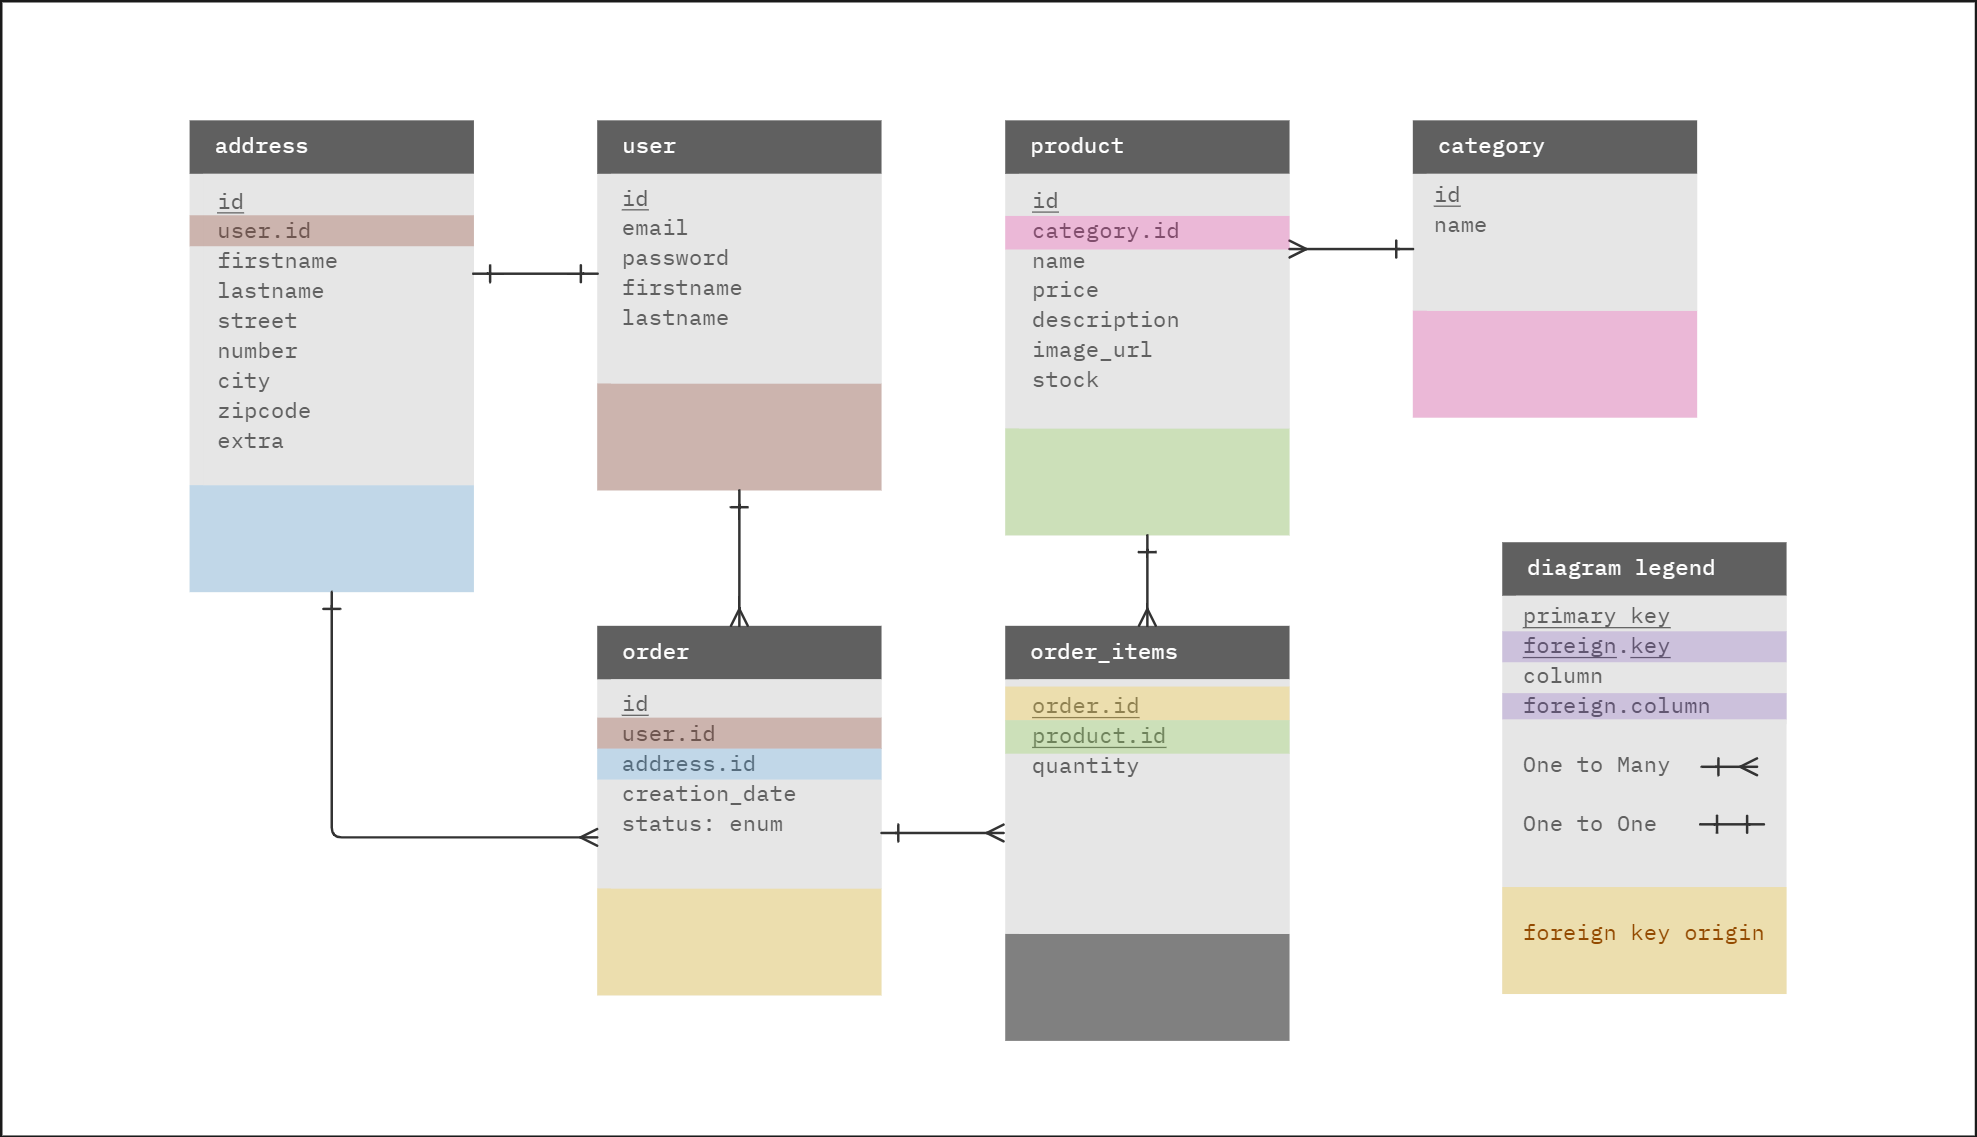 address
id
user.id
firstname
lastname
street
number
city
zipcode
extra
user
id
email
password
firstname
lastname
product
id
category.id
name
price
description
image_url
stock
category
id
name
order
id
user.id
address.id
creation_date
status: enum
order_items
order.id
product.id
quantity
diagram legend
primary key
foreign.key
column
foreign.column
One to Many
One to One
foreign key origin